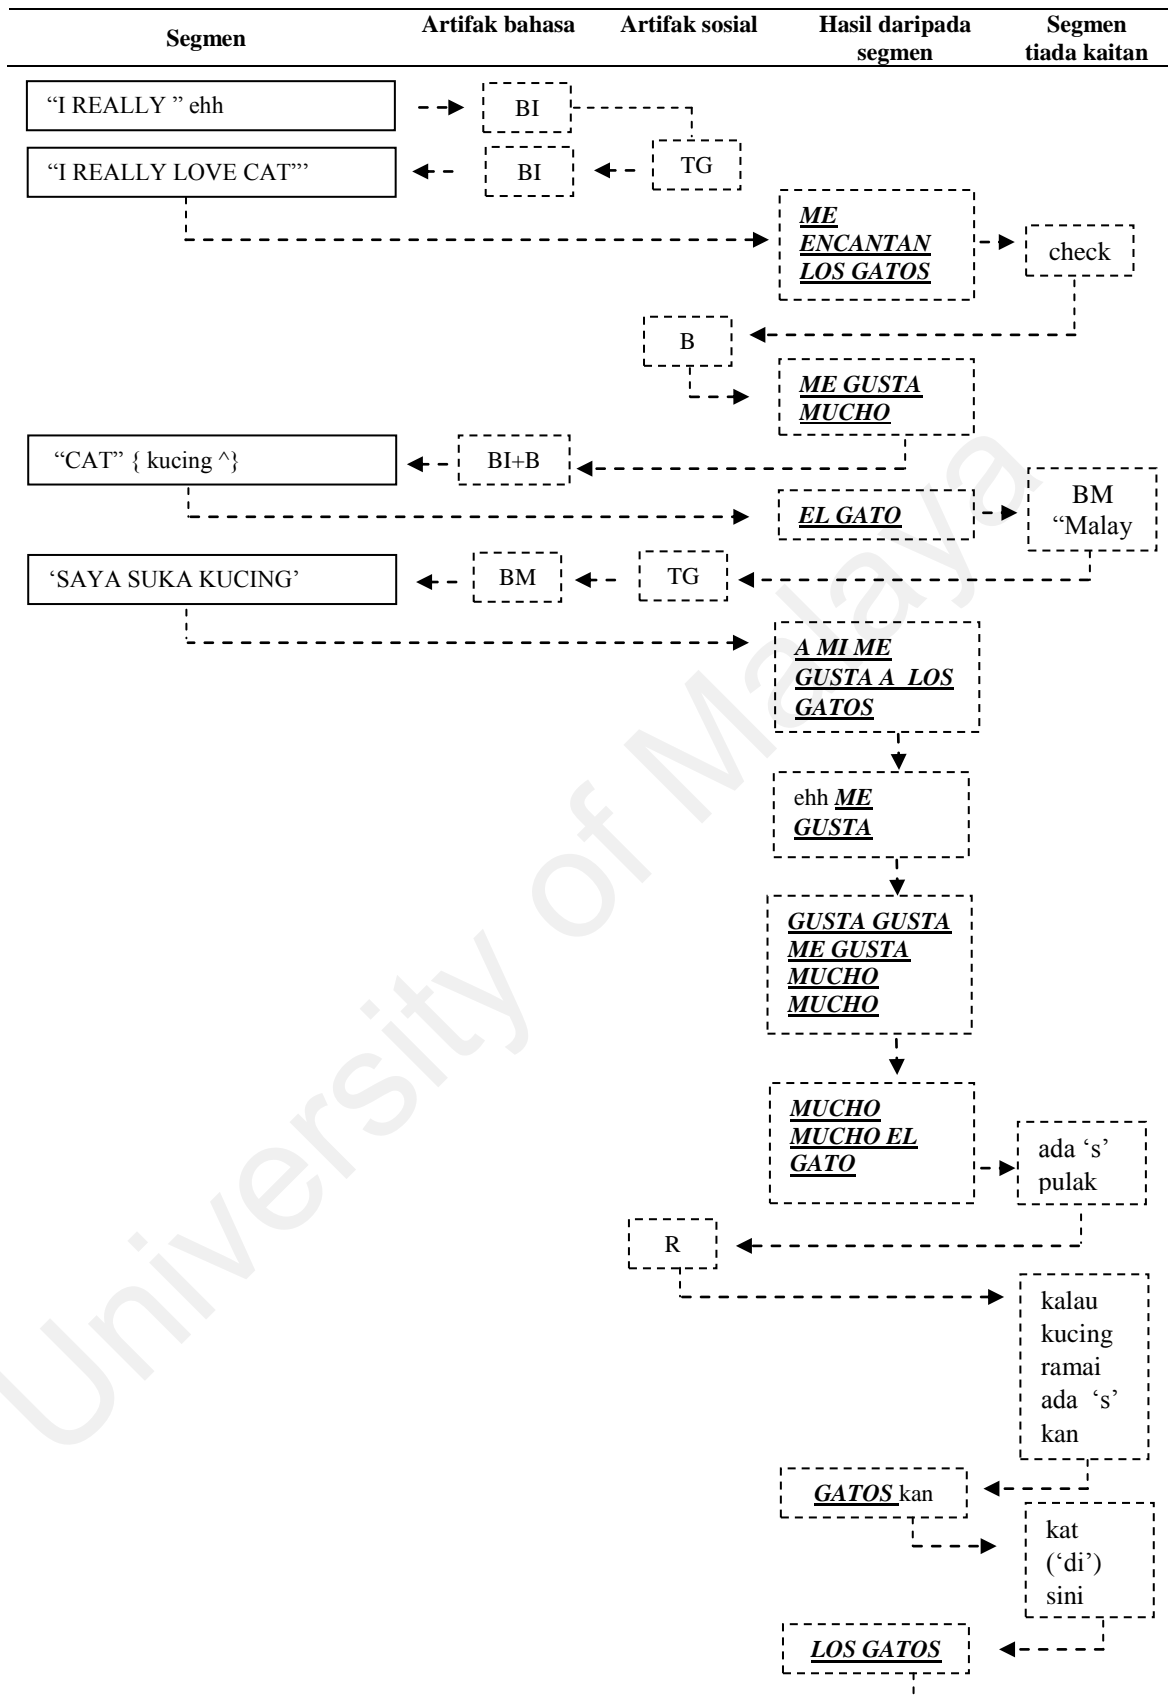 Segmen
Artifak bahasa
Artifak sosial
Hasil daripada
segmen
Segmen
tiada kaitan
“I REALLY ” ehh
BI
“I REALLY LOVE CAT”’
BI
TG
ME
ENCANTAN
LOS GATOS
check
B
ME GUSTA
MUCHO
“CAT” { kucing ^}
BI+B
EL GATO
BM
“Malay
‘SAYA SUKA KUCING’
BM
TG
A MI ME
GUSTA A LOS
GATOS
ehh ME
GUSTA
GUSTA GUSTA
ME GUSTA
MUCHO
MUCHO
MUCHO
MUCHO EL
GATO
ada ‘s’
pulak
R
kalau
kucing
ramai
ada ‘s’
kan
GATOS kan
kat
(‘di’)
sini
LOS GATOS
University of Malaya